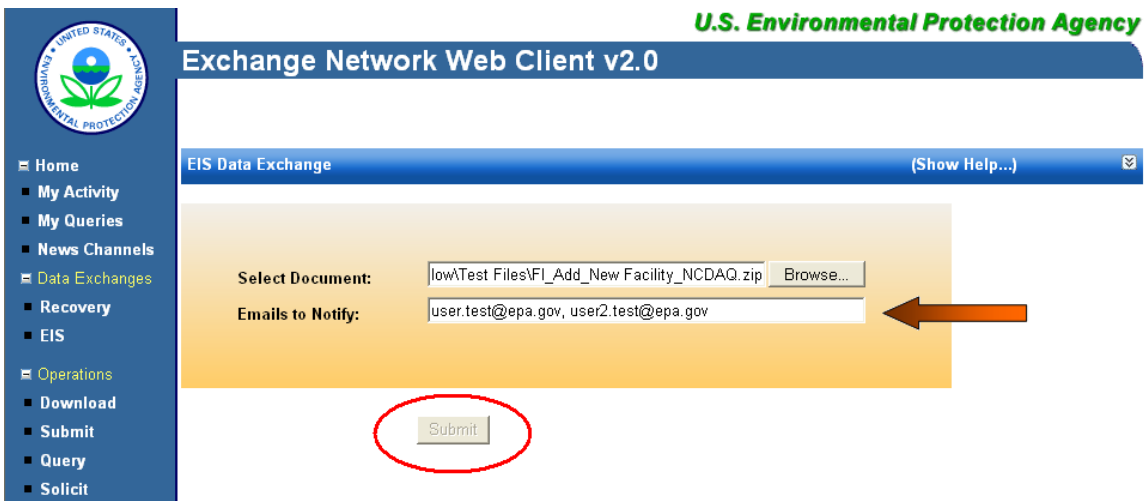 U.S. Environmental Protection Agency
UNITED STATES
ENVIRONMENTAL PROTECTION AGENCY
Exchange Network Web Client v2.0
Home
My Activity
My Queries
News Channels
Data Exchanges
Recovery
EIS
Operations
Download
Submit
Query
Solicit
EIS Data Exchange (Show Help...)
Select Document: low\Test Files\FI_Add_New Facility_NCDAQ.zip Browse...
Emails to Notify: user.test@epa.gov, user2.test@epa.gov
Submit